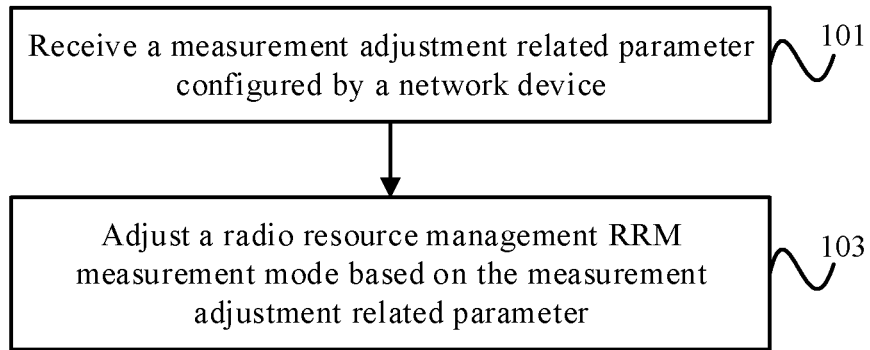 Receive a measurement adjustment related parameter
configured by a network device
101
Adjust a radio resource management RRM
measurement mode based on the measurement
adjustment related parameter
103